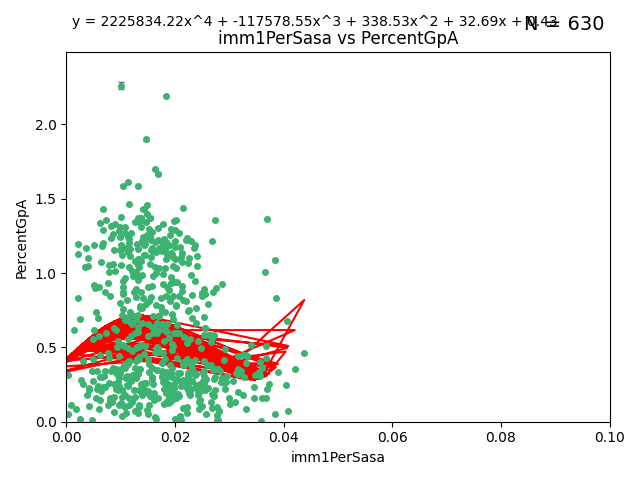 y = 2225834.22x^4 + -117578.55x^3 + 338.53x^2 + 32.69x + 0.43
N = 630
imm1PerSasa vs PercentGpA
PercentGpA
2.0
1.5
1.0
0.5
0.0
0.00 0.02 0.04 0.06 0.08 0.10
imm1PerSasa